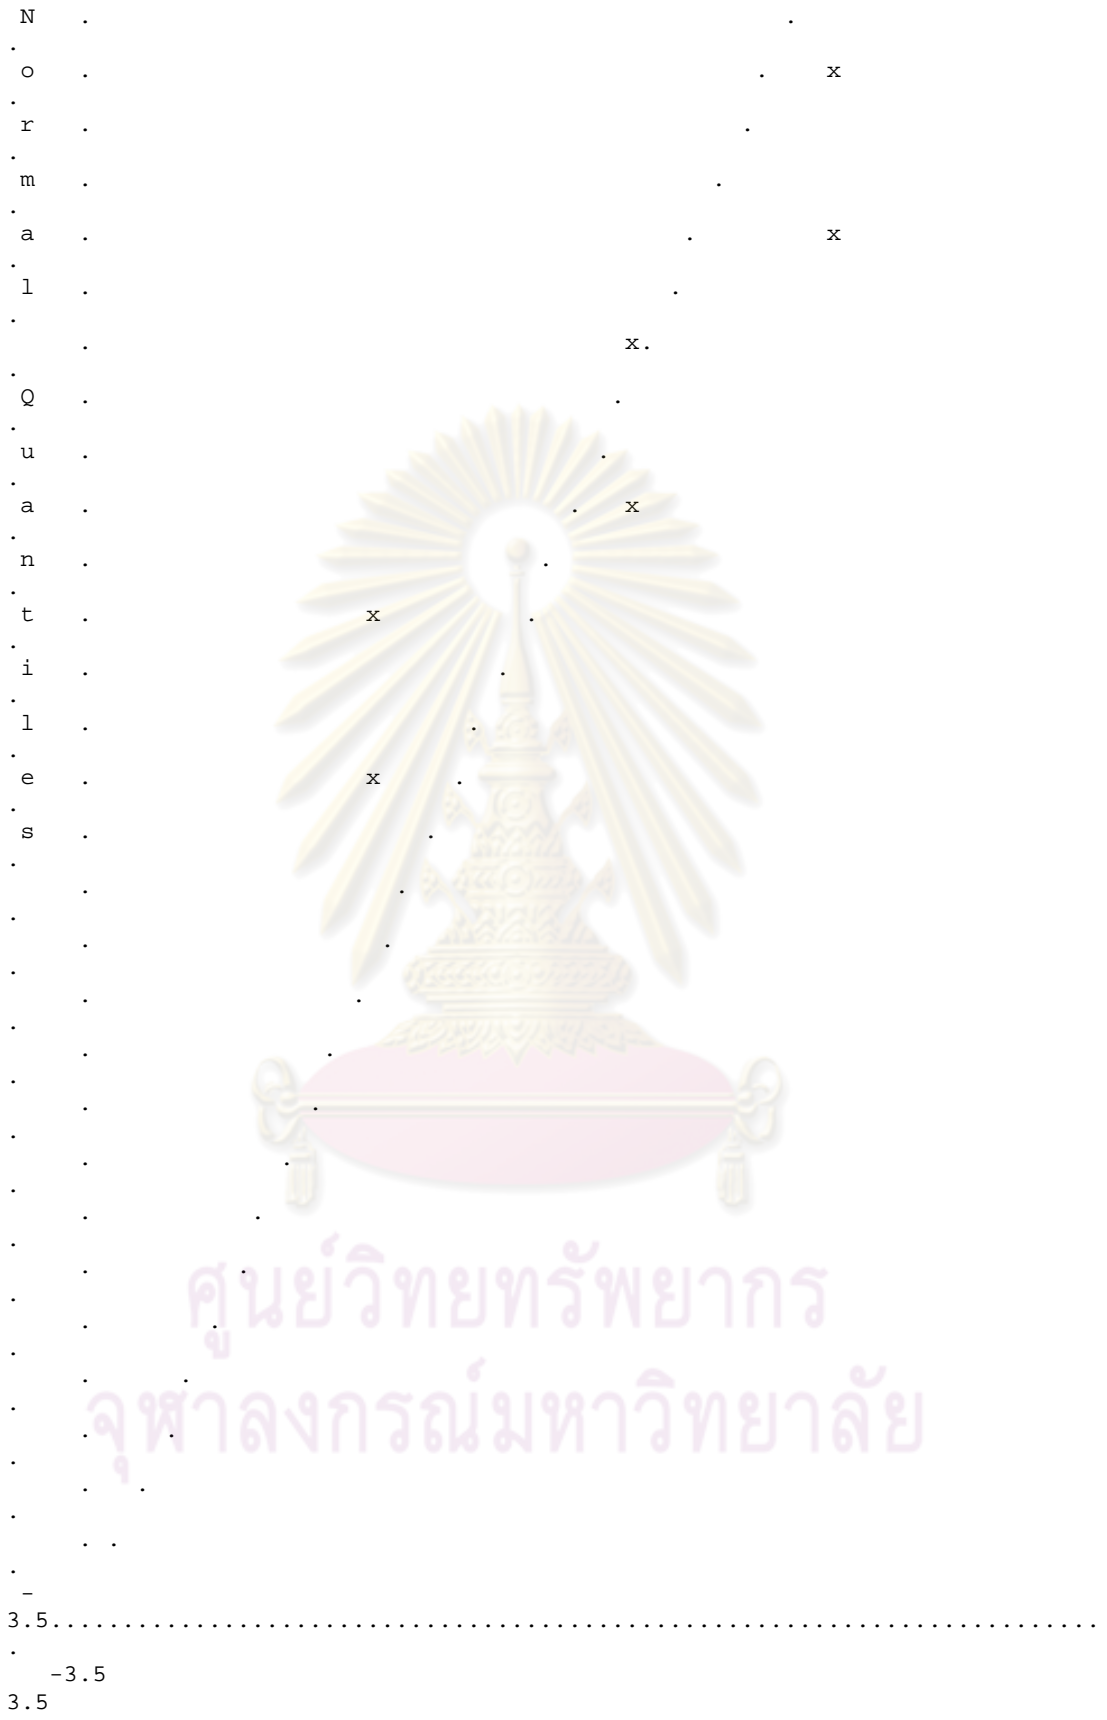 N . .
.
o . . x
.
r . .
.
m . .
.
a . . x
.
l . .
.
. x.
.
Q . .
.
u . .
.
a . . x
.
n . .
.
t . x .
.
i . .
.
l . .
.
e . x .
.
s . .
.
. .
.
. .
.
. .
.
. .
.
. .
.
. .
.
. .
.
. .
.
. .
.
. .
.
. .
.
. .
.
. .
.
-
3.5.........................................................................
.
-3.5
3.5
ศูนย์วิทยทรัพยากร
จุฬาลงกรณ์มหาวิทยาลัย